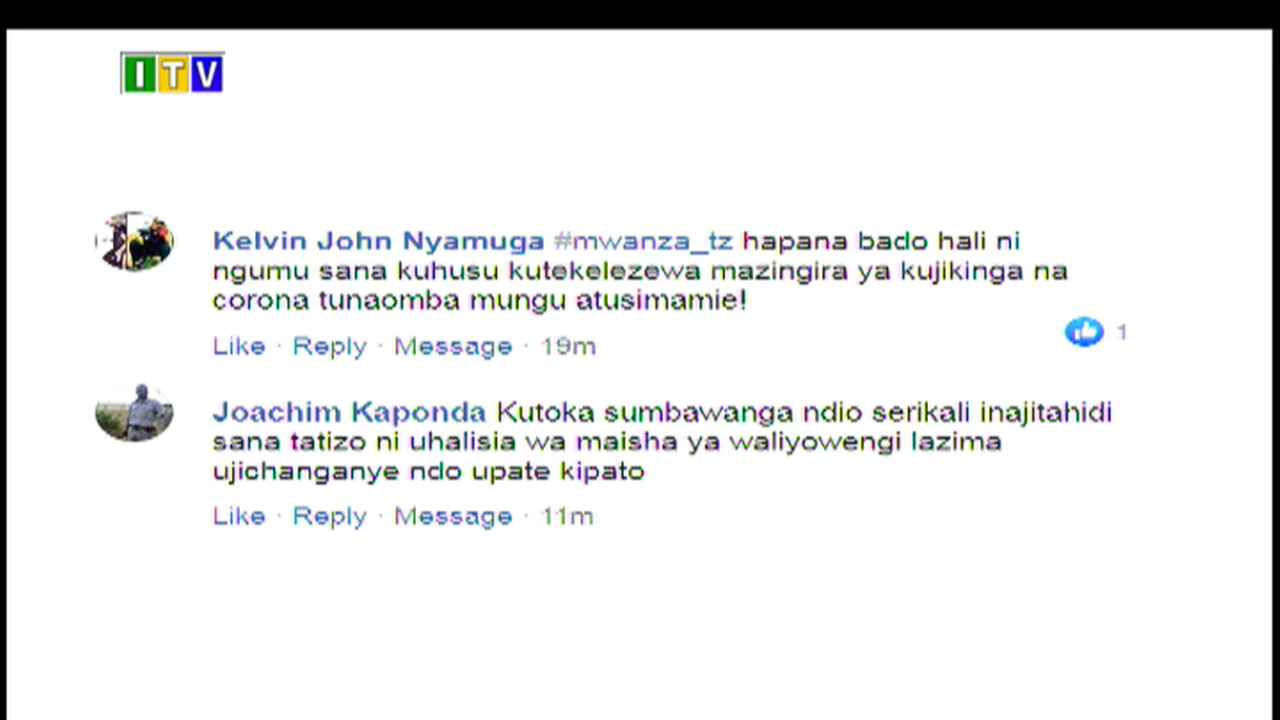 ITV
Kelvin John Nyamuga #mwanza_tz hapana bado hali ni
ngumu sana kuhusu kutekelezewa mazingira ya kujikinga na
corona tunaomba mungu atusimamie!
Like · Reply · Message · 19m
1
Joachim Kaponda Kutoka sumbawanga ndio serikali inajitahidi
sana tatizo ni uhalisia wa maisha ya waliyowengi lazima
ujichanganye ndo upate kipato
Like · Reply · Message · 11m